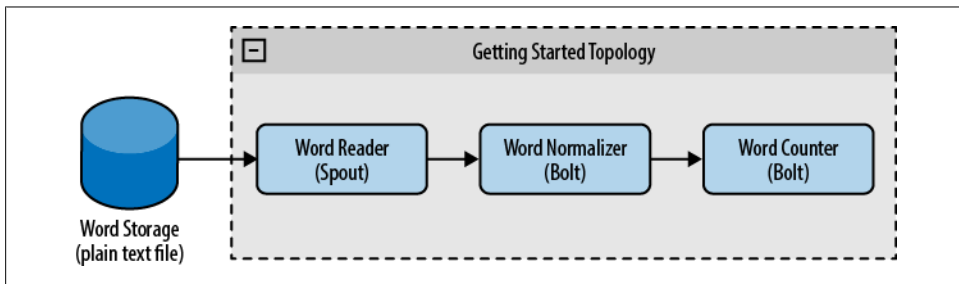 Getting Started Topology
Word Reader
(Spout)
Word Normalizer
(Bolt)
Word Counter
(Bolt)
Word Storage
(plain text file)